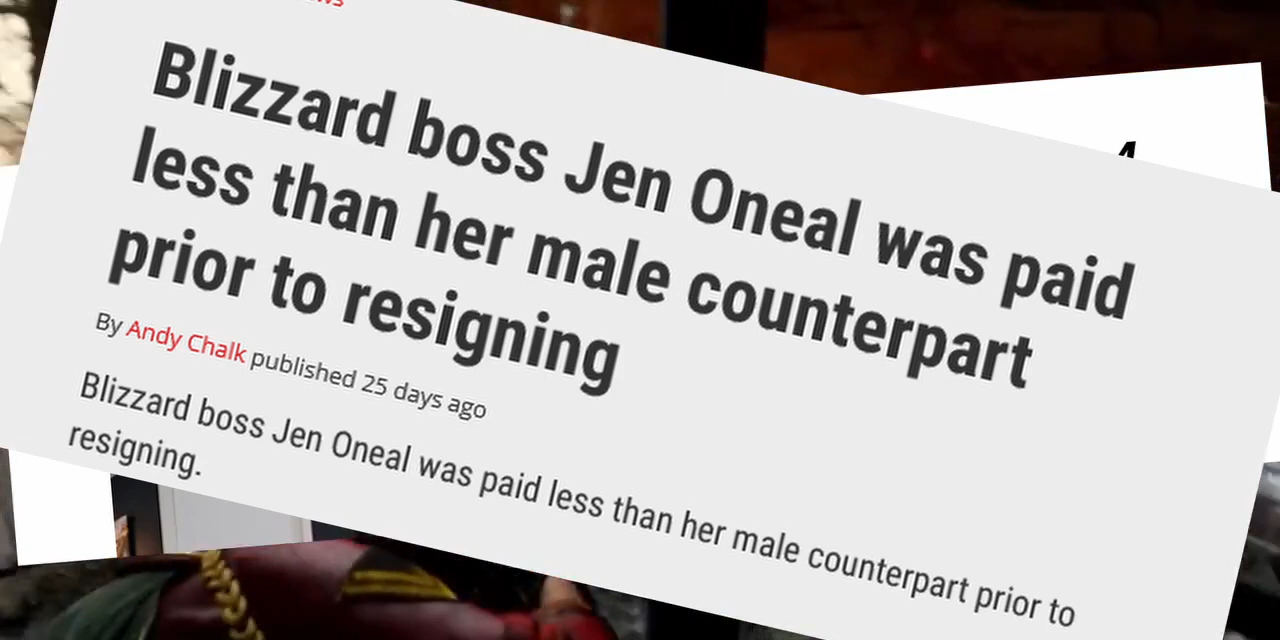 Blizzard boss Jen Oneal was paid
less than her male counterpart
prior to resigning
By Andy Chalk published 25 days ago
Blizzard boss Jen Oneal was paid less than her male counterpart prior to
resigning.